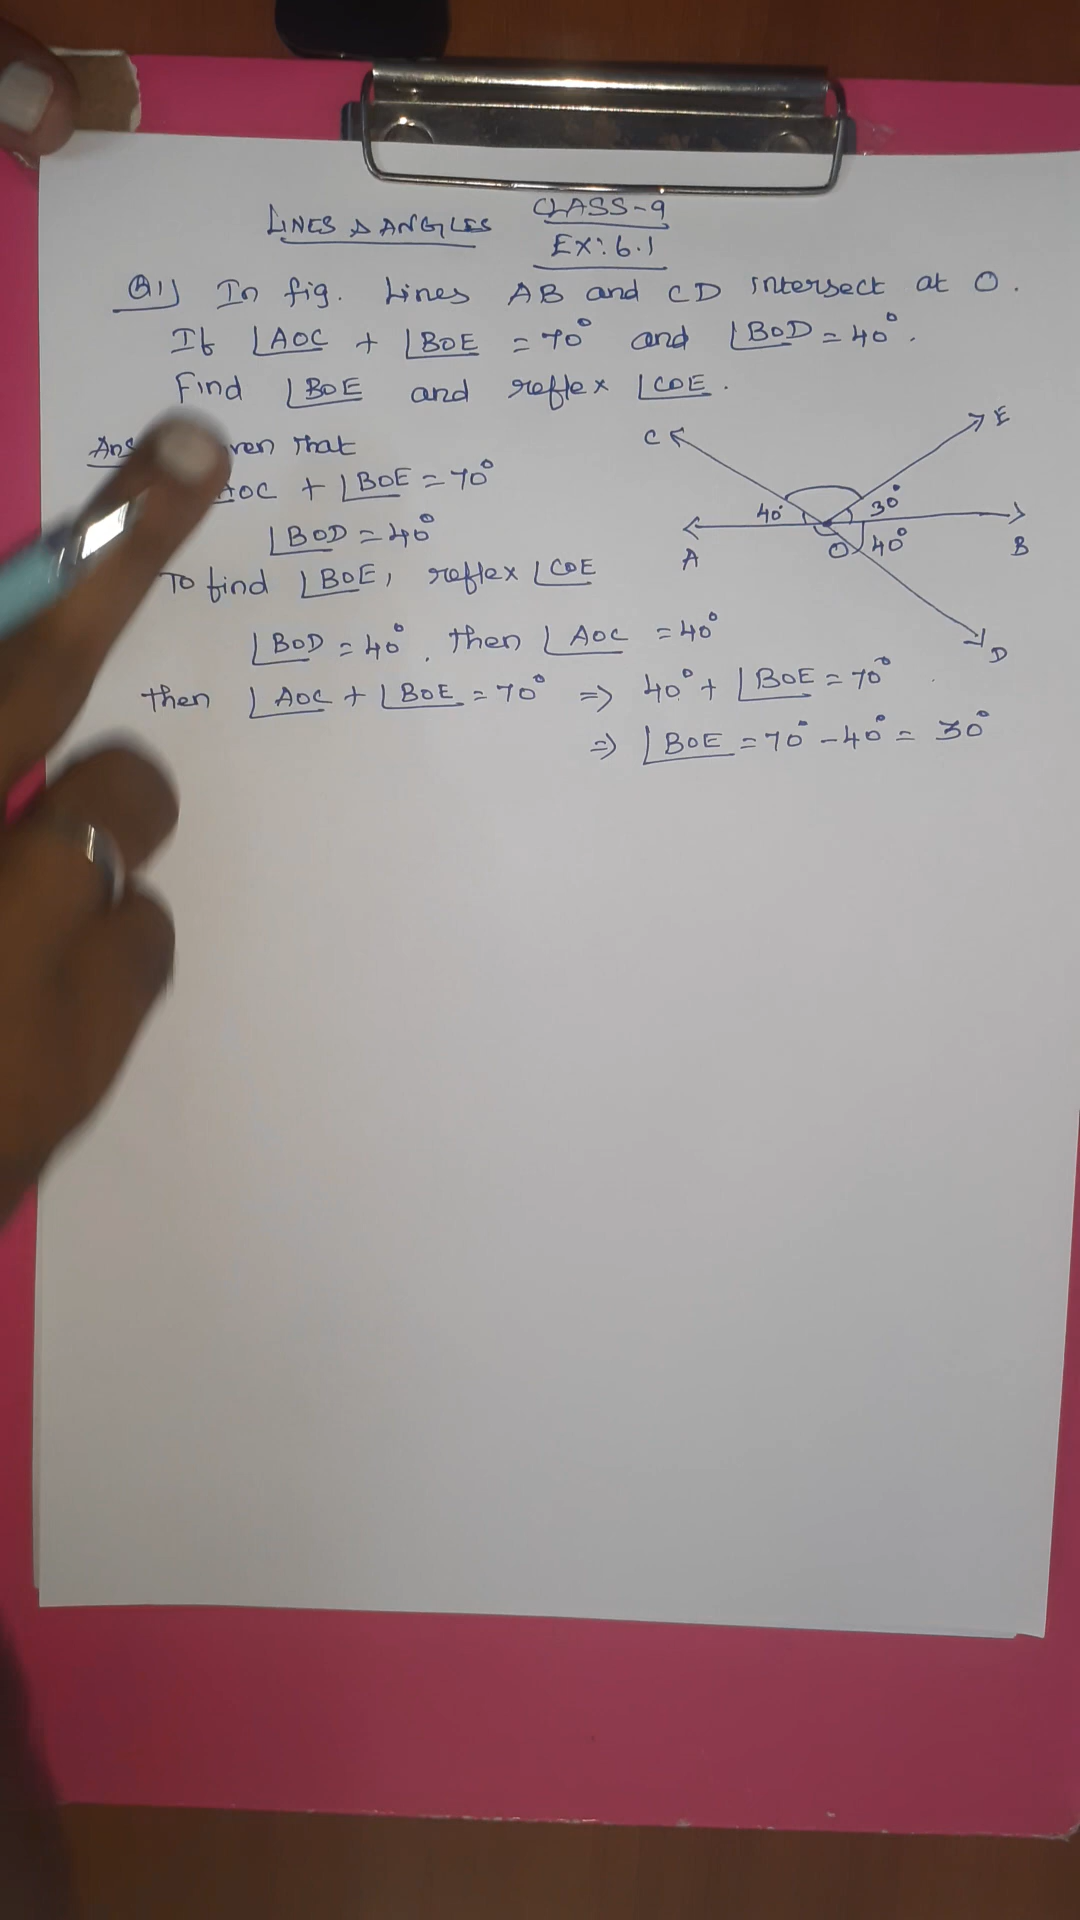 LINES & ANGLES
CLASS-9
EX: 6.1
Q1) In fig. Lines AB and CD intersect at O.
If ∠AOC + ∠BOE = 70° and ∠BOD = 40°.
Find ∠BOE and reflex ∠COE.
that
∠BOE = 70°
∠BOD = 40°
To find ∠BOE, reflex ∠COE
∠BOD = 40°, then ∠AOC = 40°
then ∠AOC + ∠BOE = 70° ⇒ 40° + ∠BOE = 70°
⇒ ∠BOE = 70° - 40° = 30°
C
E
40°
30°
A
O
40°
B
D